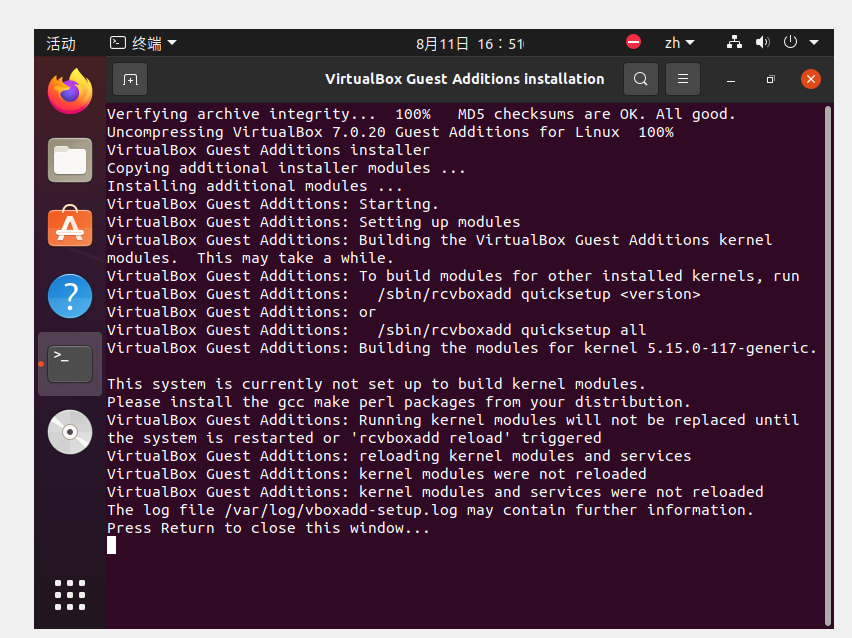 活动 终端 8月11日 16：51 zh
VirtualBox Guest Additions installation
Verifying archive integrity...  100%   MD5 checksums are OK. All good.
Uncompressing VirtualBox 7.0.20 Guest Additions for Linux  100%
VirtualBox Guest Additions installer
Copying additional installer modules ...
Installing additional modules ...
VirtualBox Guest Additions: Starting.
VirtualBox Guest Additions: Setting up modules
VirtualBox Guest Additions: Building the VirtualBox Guest Additions kernel
modules.  This may take a while.
VirtualBox Guest Additions: To build modules for other installed kernels, run
VirtualBox Guest Additions:   /sbin/rcvboxadd quicksetup <version>
VirtualBox Guest Additions: or
VirtualBox Guest Additions:   /sbin/rcvboxadd quicksetup all
VirtualBox Guest Additions: Building the modules for kernel 5.15.0-117-generic.
This system is currently not set up to build kernel modules.
Please install the gcc make perl packages from your distribution.
VirtualBox Guest Additions: Running kernel modules will not be replaced until
the system is restarted or 'rcvboxadd reload' triggered
VirtualBox Guest Additions: reloading kernel modules and services
VirtualBox Guest Additions: kernel modules were not reloaded
VirtualBox Guest Additions: kernel modules and services were not reloaded
The log file /var/log/vboxadd-setup.log may contain further information.
Press Return to close this window...